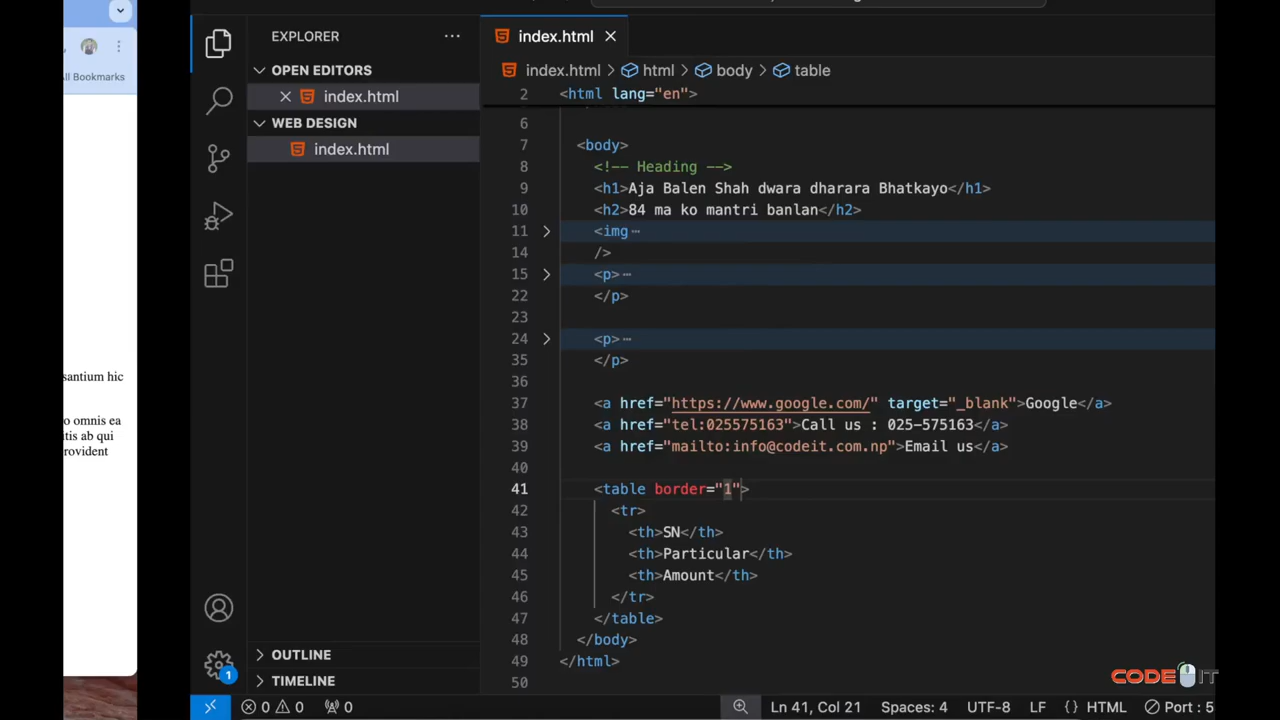 ll Bookmarks
santium hic
o omnis ea
itis ab qui
rovident
EXPLORER
OPEN EDITORS
index.html
WEB DESIGN
index.html
OUTLINE
TIMELINE
index.html
index.html > html > body > table
2 <html lang="en">
6
7 <body>
8 <!-- Heading -->
9 <h1>Aja Balen Shah dwara dharara Bhatkayo</h1>
10 <h2>84 ma ko mantri banlan</h2>
11 <img…
14 />
15 <p>…
22 </p>
23
24 <p>…
35 </p>
36
37 <a href="https://www.google.com/" target="_blank">Google</a>
38 <a href="tel:025575163">Call us : 025-575163</a>
39 <a href="mailto:info@codeit.com.np">Email us</a>
40
41 <table border="1">
42 <tr>
43 <th>SN</th>
44 <th>Particular</th>
45 <th>Amount</th>
46 </tr>
47 </table>
48 </body>
49 </html>
50
CODE IT
1
0 0 0 Ln 41, Col 21 Spaces: 4 UTF-8 LF {} HTML Port : 5